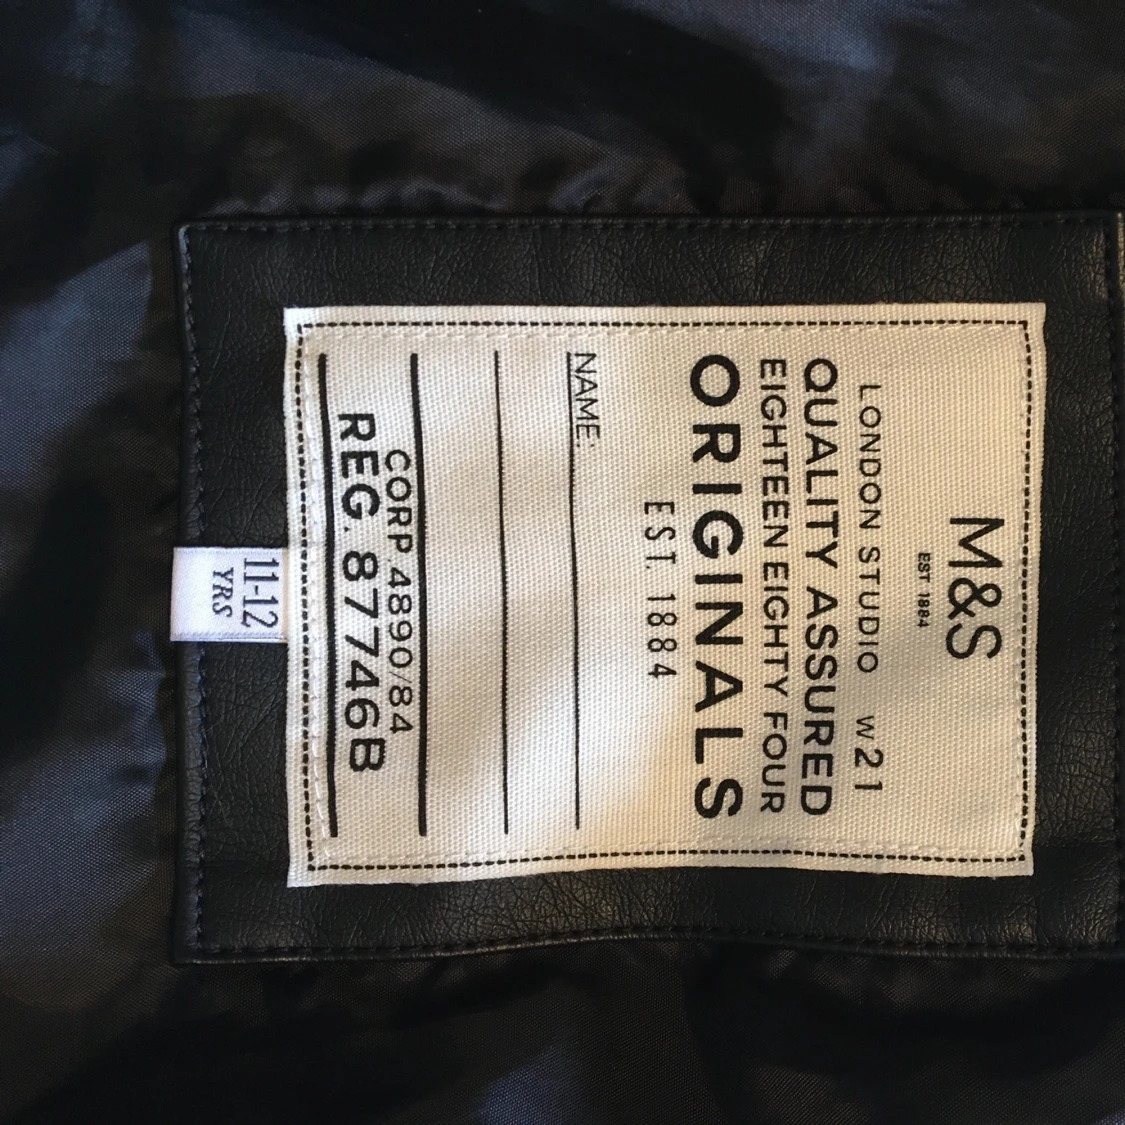 M&S
EST 1884
LONDON STUDIO W21
QUALITY ASSURED
EIGHTEEN EIGHTY FOUR
ORIGINALS
EST. 1884
NAME:
CORP.4890/84
REG. 87746B
11-12
YRS